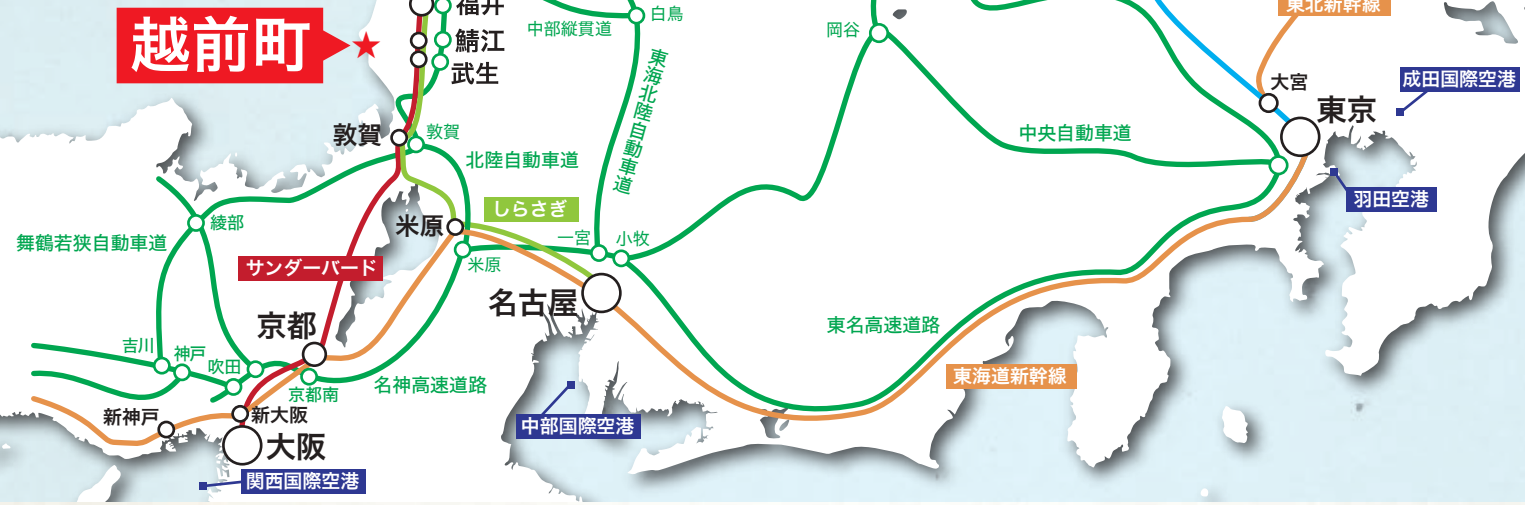 東北新幹線
福井
白鳥
中部縦貫道
岡谷
越前町
鯖江
武生
東海北陸自動車道
成田国際空港
大宮
東京
敦賀
敦賀
北陸自動車道
中央自動車道
羽田空港
しらさぎ
米原
綾部
舞鶴若狭自動車道
一宮
小牧
米原
サンダーバード
名古屋
京都
東名高速道路
吉川
神戸
吹田
東海道新幹線
京都南
名神高速道路
新神戸
新大阪
中部国際空港
大阪
関西国際空港